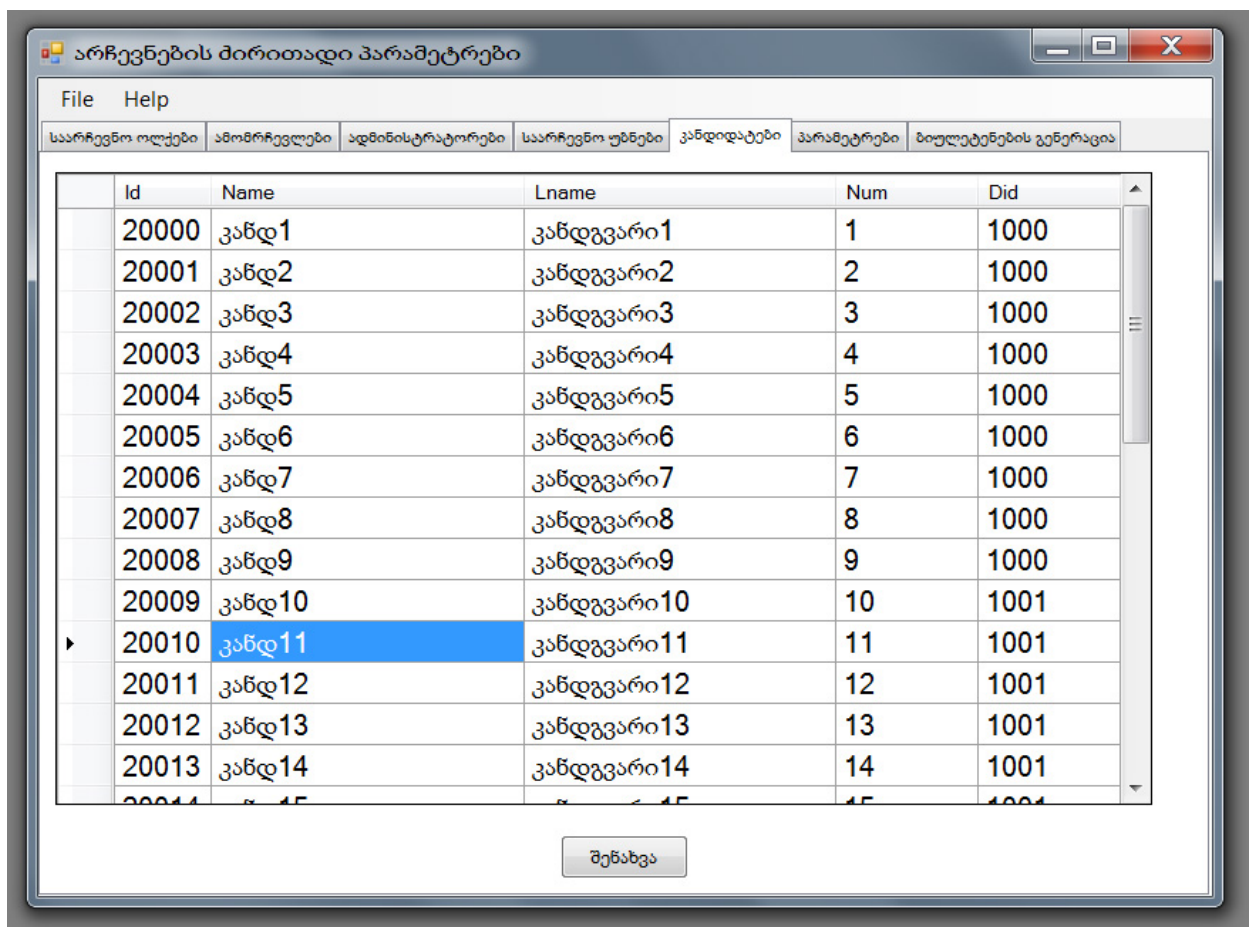 არჩევნების ძირითადი პარამეტრები
File Help
საარჩევნო ოლქები ამომრჩევლები ადმინისტრატორები საარჩევნო უბნები კანდიდატები პარამეტრები ბიულეტენების გენერაცია
Id Name Lname Num Did
20000 კანდ1 კანდგვარი1 1 1000
20001 კანდ2 კანდგვარი2 2 1000
20002 კანდ3 კანდგვარი3 3 1000
20003 კანდ4 კანდგვარი4 4 1000
20004 კანდ5 კანდგვარი5 5 1000
20005 კანდ6 კანდგვარი6 6 1000
20006 კანდ7 კანდგვარი7 7 1000
20007 კანდ8 კანდგვარი8 8 1000
20008 კანდ9 კანდგვარი9 9 1000
20009 კანდ10 კანდგვარი10 10 1001
20010 კანდ11 კანდგვარი11 11 1001
20011 კანდ12 კანდგვარი12 12 1001
20012 კანდ13 კანდგვარი13 13 1001
20013 კანდ14 კანდგვარი14 14 1001
შენახვა